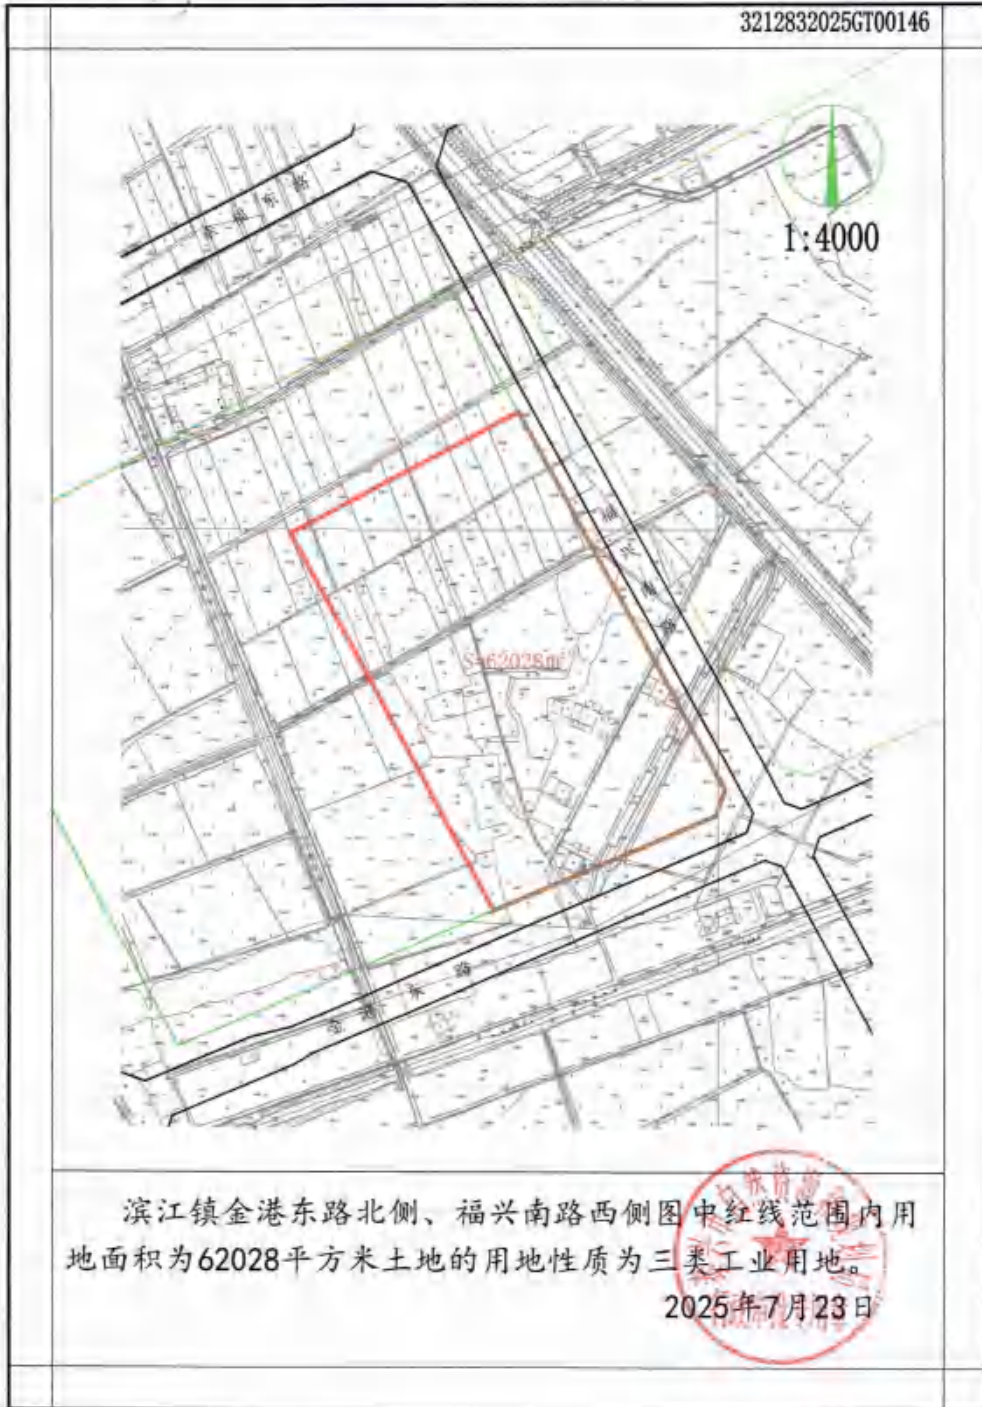 3212832025GT00146
1:4000
福兴南路
S=62028㎡
金港东路
滨江镇金港东路北侧、福兴南路西侧图中红线范围内用
地面积为62028平方米土地的用地性质为三类工业用地。
2025年7月23日